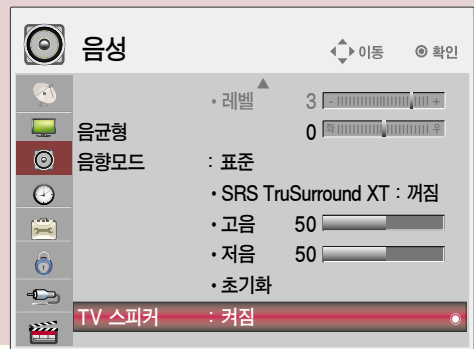 음성 이동 확인
• 레벨 3 - +
음균형 0 좌 우
음향모드 : 표준
• SRS TruSurround XT : 꺼짐
• 고음 50
• 저음 50
• 초기화
TV 스피커 : 켜짐